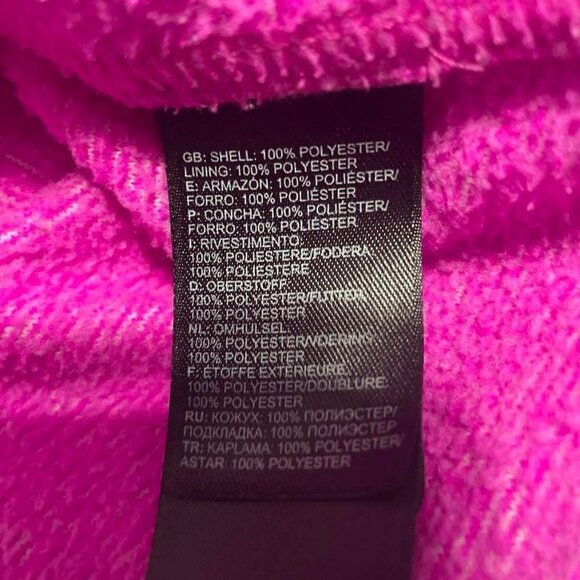 GB: SHELL: 100% POLYESTER/
LINING: 100% POLYESTER
E: ARMAZÓN: 100% POLIÉSTER/
FORRO: 100% POLIÉSTER
P: CONCHA: 100% POLIÉSTER/
FORRO: 100% POLIÉSTER
I: RIVESTIMENTO
100% POLIESTERE/FODERA:
100% POLIESTERE
D: OBERSTOFF
100% POLYESTER/FUTTER:
100% POLYESTER
NL: OMHULSEL:
100% POLYESTER/VOERING:
100% POLYESTER
F: ÉTOFFE EXTÉRIEURE:
100% POLYESTER/DOUBLURE:
100% POLYESTER
RU: КОЖУХ: 100% ПОЛИЭСТЕР/
ПОДКЛАДКА: 100% ПОЛИЭСТЕР
TR: KAPLAMA: 100% POLYESTER/
ASTAR: 100% POLYESTER